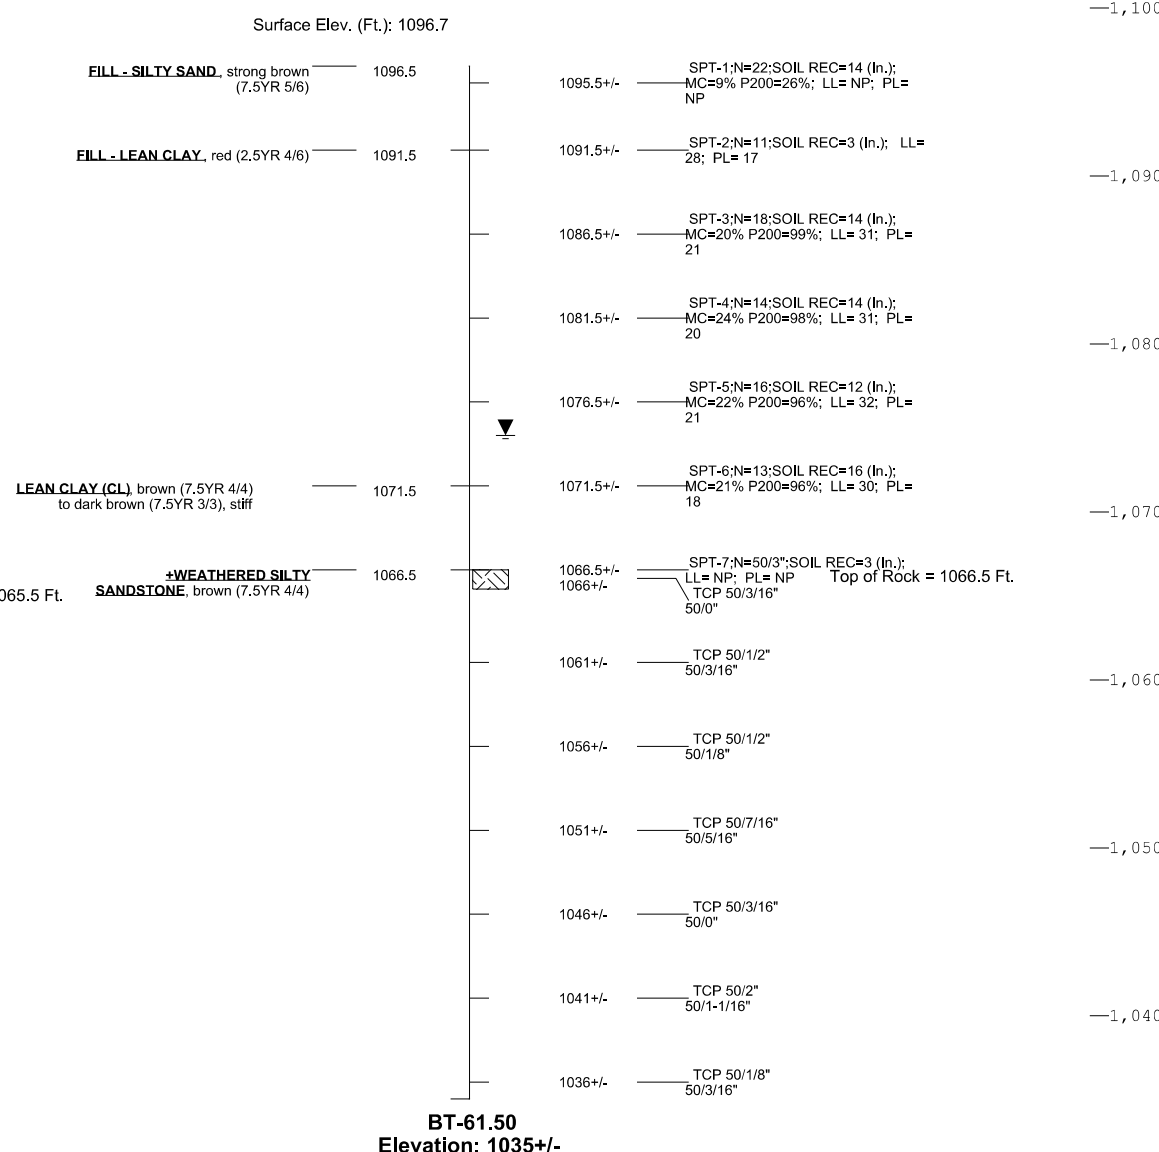 —1,100
Surface Elev. (Ft.): 1096.7
FILL - SILTY SAND, strong brown
(7.5YR 5/6)
1096.5
1095.5+/-
SPT-1;N=22;SOIL REC=14 (In.);
MC=9% P200=26%; LL= NP; PL=
NP
FILL - LEAN CLAY, red (2.5YR 4/6)
1091.5
1091.5+/-
SPT-2;N=11;SOIL REC=3 (In.); LL=
28; PL= 17
—1,090
1086.5+/-
SPT-3;N=18;SOIL REC=14 (In.);
MC=20% P200=99%; LL= 31; PL=
21
1081.5+/-
SPT-4;N=14;SOIL REC=14 (In.);
MC=24% P200=98%; LL= 31; PL=
20
—1,080
1076.5+/-
SPT-5;N=16;SOIL REC=12 (In.);
MC=22% P200=96%; LL= 32; PL=
21
LEAN CLAY (CL), brown (7.5YR 4/4)
to dark brown (7.5YR 3/3), stiff
1071.5
1071.5+/-
SPT-6;N=13;SOIL REC=16 (In.);
MC=21% P200=96%; LL= 30; PL=
18
—1,070
065.5 Ft.
+WEATHERED SILTY
SANDSTONE, brown (7.5YR 4/4)
1066.5
1066.5+/-
SPT-7;N=50/3";SOIL REC=3 (In.);
LL= NP; PL= NP
Top of Rock = 1066.5 Ft.
1066+/-
TCP 50/3/16"
50/0"
1061+/-
TCP 50/1/2"
50/3/16"
—1,060
1056+/-
TCP 50/1/2"
50/1/8"
1051+/-
TCP 50/7/16"
50/5/16"
—1,050
1046+/-
TCP 50/3/16"
50/0"
1041+/-
TCP 50/2"
50/1-1/16"
—1,040
1036+/-
TCP 50/1/8"
50/3/16"
BT-61.50
Elevation: 1035+/-